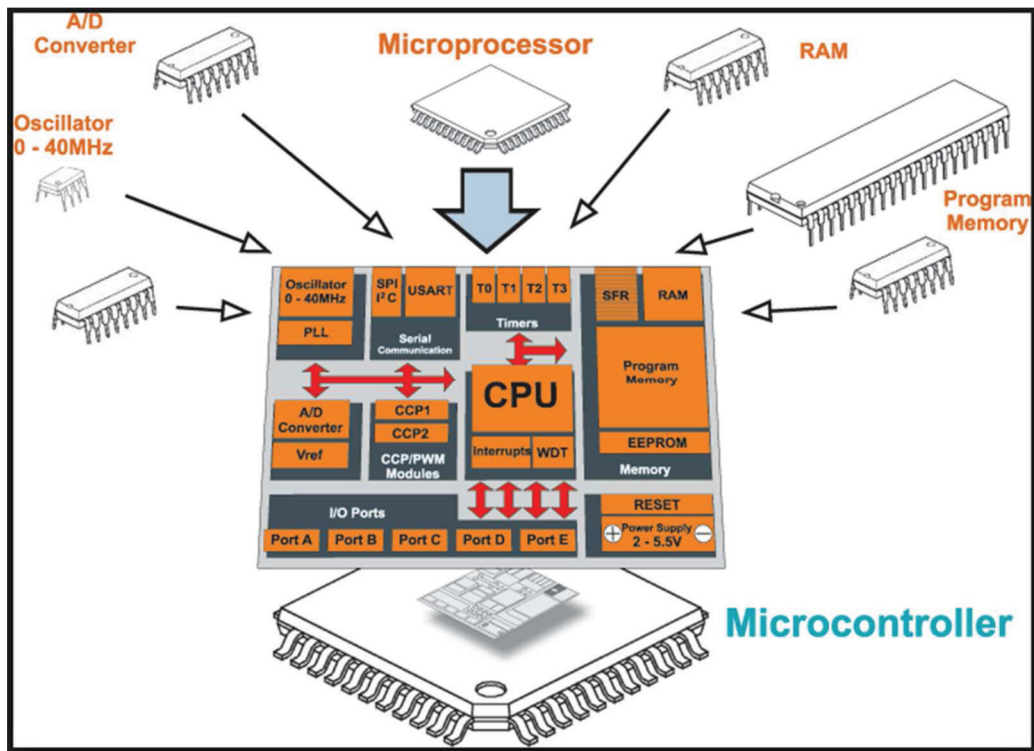 A/D
Converter
Microprocessor
RAM
Oscillator
0 - 40MHz
Program
Memory
Oscillator
0 - 40MHz
PLL
SPI
I²C
USART
Serial
Communication
T0 T1 T2 T3
Timers
SFR
RAM
Program
Memory
EEPROM
Memory
A/D
Converter
Vref
CCP1
CCP2
CCP/PWM
Modules
CPU
Interrupts WDT
I/O Ports
Port A Port B Port C Port D Port E
RESET
Power Supply
2 - 5.5V
Microcontroller